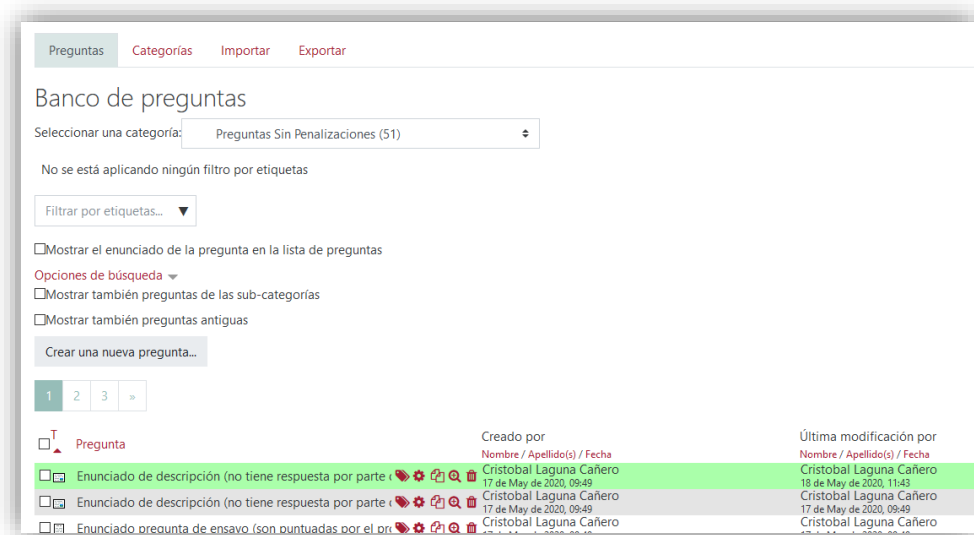 Preguntas Categorías Importar Exportar
Banco de preguntas
Seleccionar una categoría: Preguntas Sin Penalizaciones (51)
No se está aplicando ningún filtro por etiquetas
Filtrar por etiquetas... ▼
Mostrar el enunciado de la pregunta en la lista de preguntas
Opciones de búsqueda
Mostrar también preguntas de las sub-categorías
Mostrar también preguntas antiguas
Crear una nueva pregunta...
1 2 3 »
T Pregunta Creado por Última modificación por
Nombre / Apellido(s) / Fecha Nombre / Apellido(s) / Fecha
Enunciado de descripción (no tiene respuesta por parte Cristobal Laguna Cañero Cristobal Laguna Cañero
17 de May de 2020, 09:49 18 de May de 2020, 11:43
Enunciado de descripción (no tiene respuesta por parte Cristobal Laguna Cañero Cristobal Laguna Cañero
17 de May de 2020, 09:49 17 de May de 2020, 09:49
Enunciado pregunta de ensayo (son puntuadas por el Cristobal Laguna Cañero Cristobal Laguna Cañero